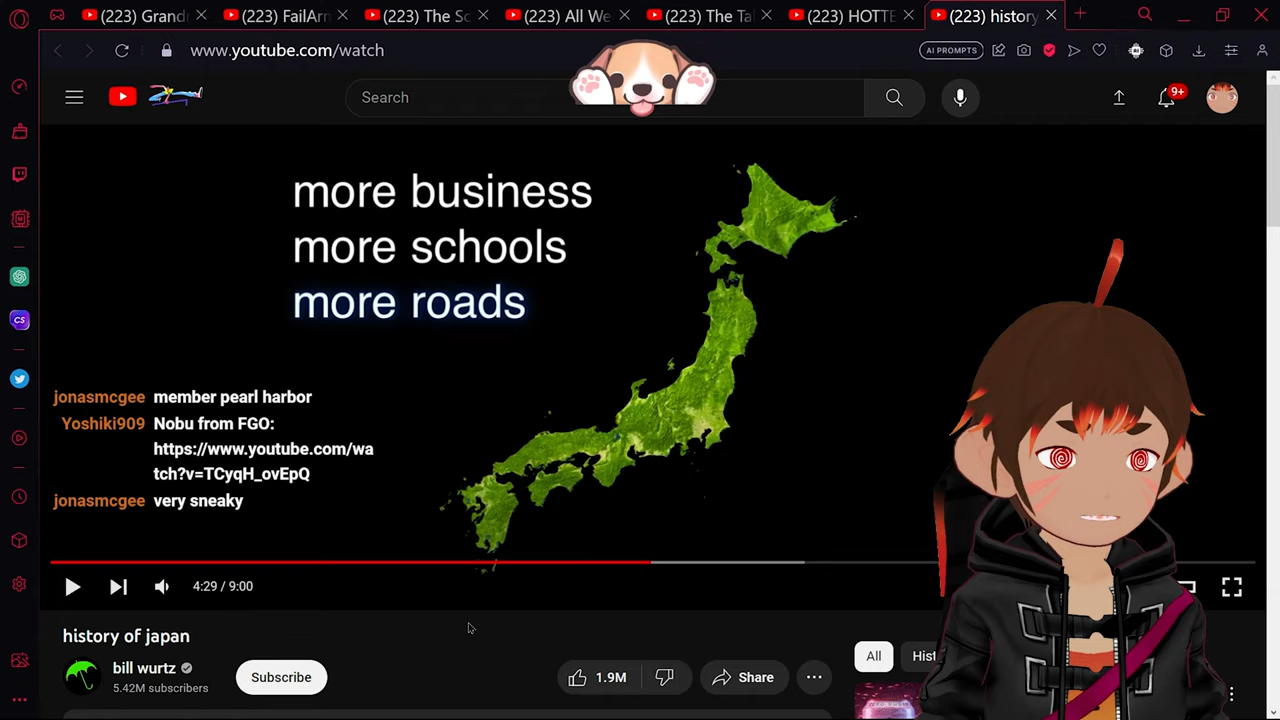 (223) Grand
(223) FailArm
(223) The Sc
(223) All We
(223) The Ta
(223) HOTTE
(223) history
www.youtube.com/watch
AI PROMPTS
Search
9+
more business
more schools
more roads
CS
jonasmcgee member pearl harbor
Yoshiki909 Nobu from FGO:
https://www.youtube.com/wa
tch?v=TCyqH_ovEpQ
jonasmcgee very sneaky
4:29 / 9:00
history of japan
bill wurtz
5.42M subscribers
Subscribe
1.9M
Share
All
Hist